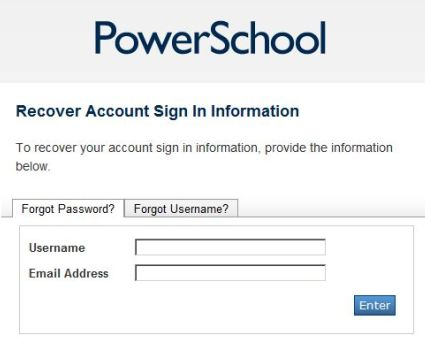 PowerSchool
Recover Account Sign In Information
To recover your account sign in information, provide the information
below.
Forgot Password? Forgot Username?
Username
Email Address
Enter